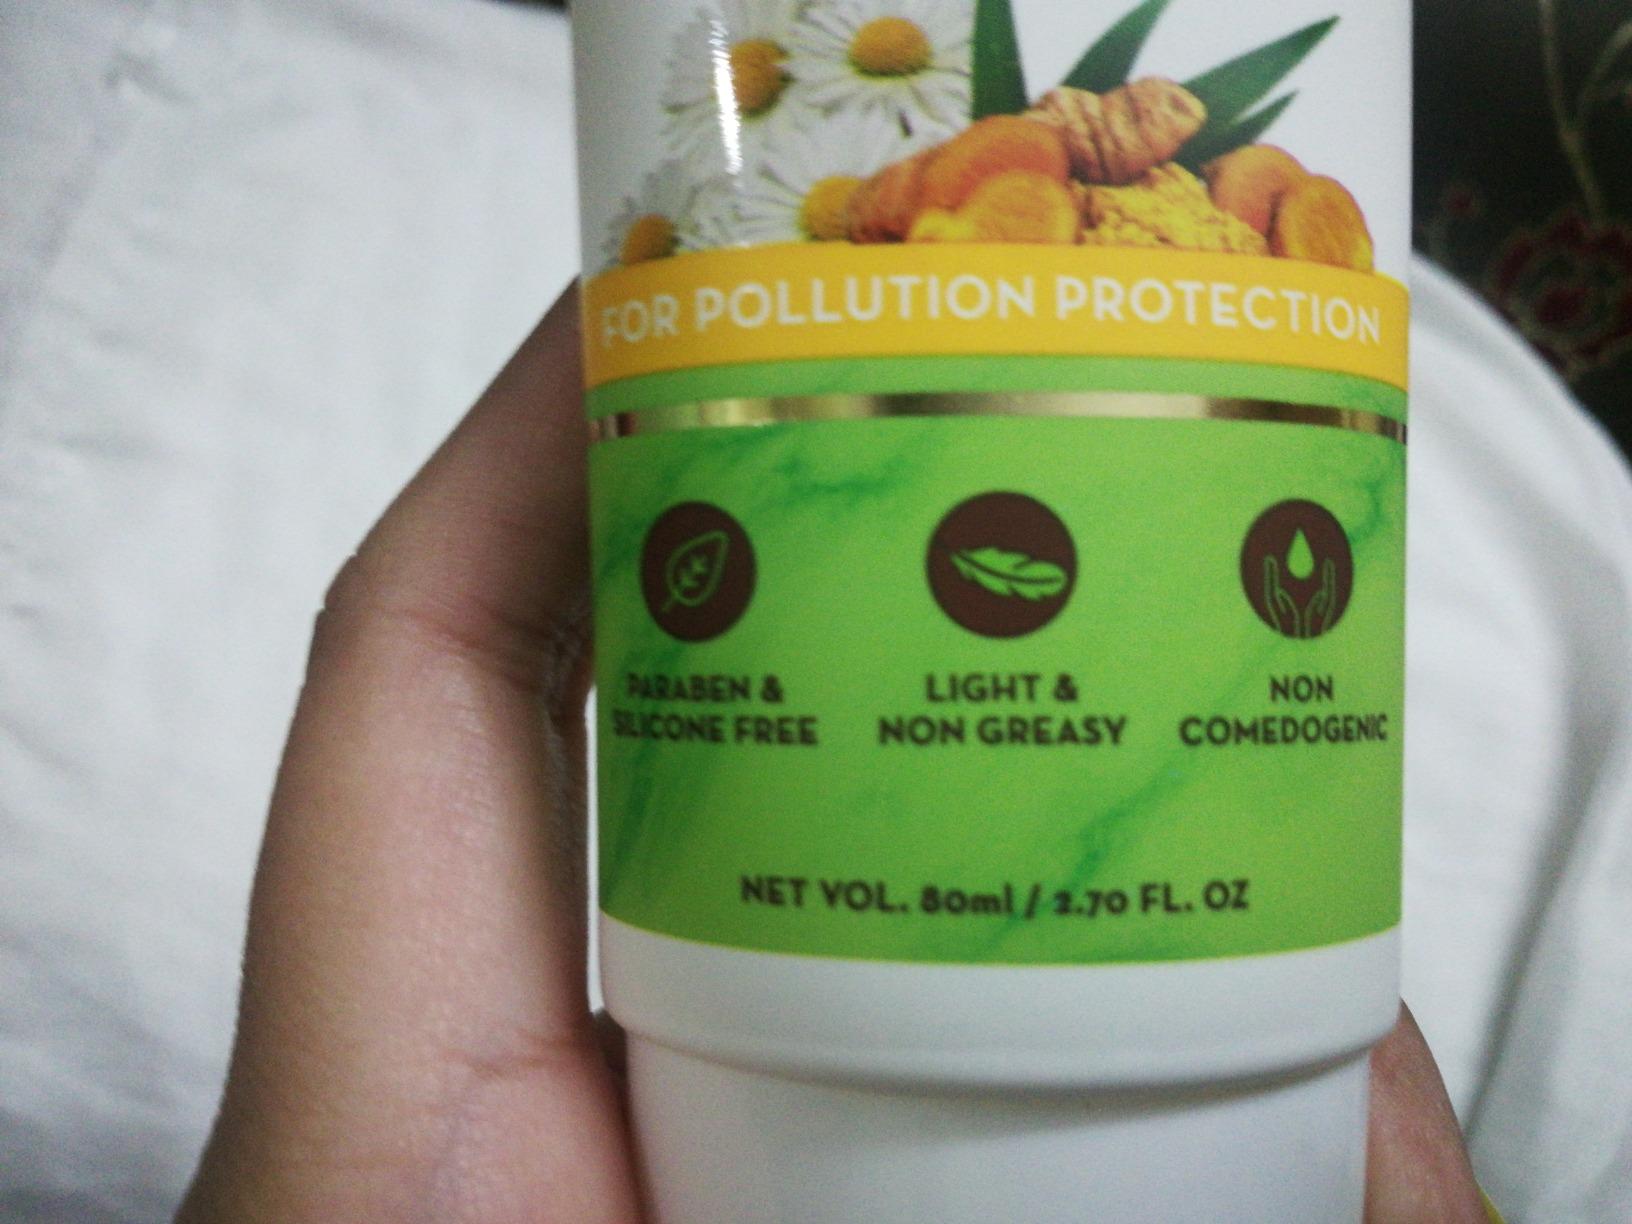 FOR POLLUTION PROTECTION
PARABEN &
SILICONE FREE
LIGHT &
NON GREASY
NON
COMEDOGENIC
NET VOL. 80ml / 2.70 FL. OZ